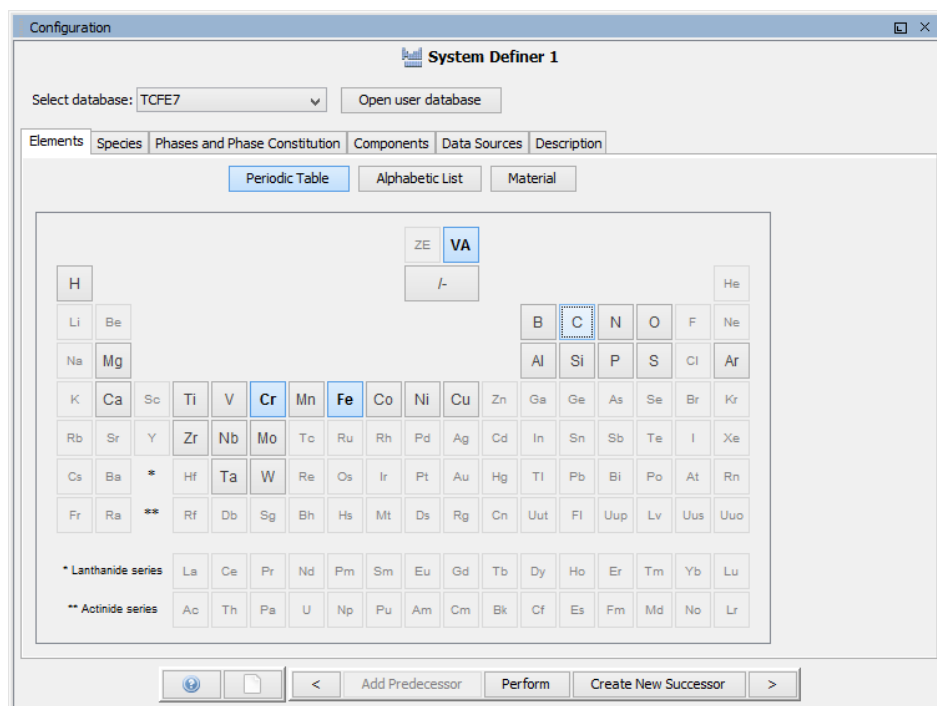 Configuration
System Definer 1
Select database: TCFE7 Open user database
Elements Species Phases and Phase Constitution Components Data Sources Description
Periodic Table Alphabetic List Material
ZE VA
H /- He
Li Be B C N O F Ne
Na Mg Al Si P S Cl Ar
K Ca Sc Ti V Cr Mn Fe Co Ni Cu Zn Ga Ge As Se Br Kr
Rb Sr Y Zr Nb Mo Tc Ru Rh Pd Ag Cd In Sn Sb Te I Xe
Cs Ba * Hf Ta W Re Os Ir Pt Au Hg Tl Pb Bi Po At Rn
Fr Ra ** Rf Db Sg Bh Hs Mt Ds Rg Cn Uut Fl Uup Lv Uus Uuo
* Lanthanide series La Ce Pr Nd Pm Sm Eu Gd Tb Dy Ho Er Tm Yb Lu
** Actinide series Ac Th Pa U Np Pu Am Cm Bk Cf Es Fm Md No Lr
< Add Predecessor Perform Create New Successor >